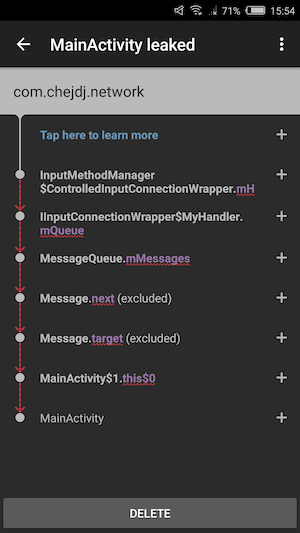 71% 15:54
MainActivity leaked
com.chejdj.network
Tap here to learn more
InputMethodManager
$ControlledInputConnectionWrapper.mH
IInputConnectionWrapper$MyHandler.
mQueue
MessageQueue.mMessages
Message.next (excluded)
Message.target (excluded)
MainActivity$1.this$0
MainActivity
DELETE